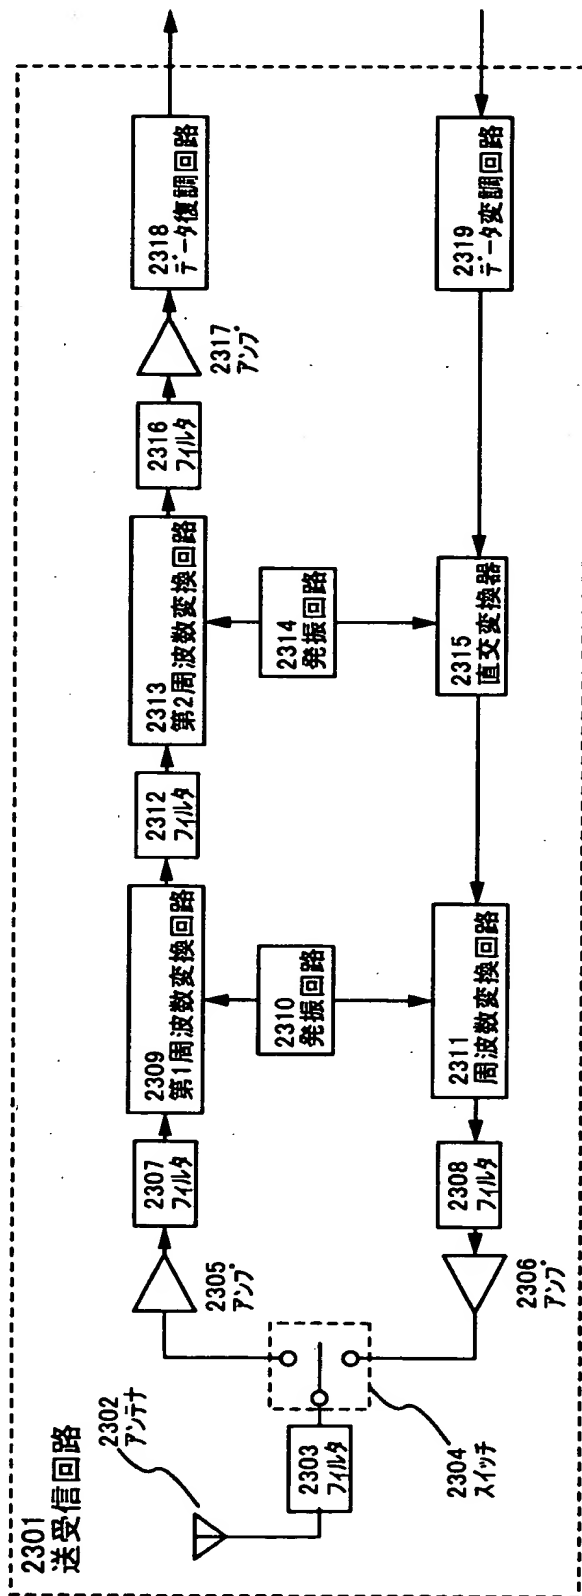 2301
送受信回路
2302
アンテナ
2303
フィルタ
2304
スイッチ
2305
アンプ
2307
フィルタ
2309
第1周波数変換回路
2312
フィルタ
2313
第2周波数変換回路
2316
フィルタ
2317
アンプ
2318
データ復調回路
2310
発振回路
2314
発振回路
2306
アンプ
2308
フィルタ
2311
周波数変換回路
2315
直交変換器
2319
データ変調回路